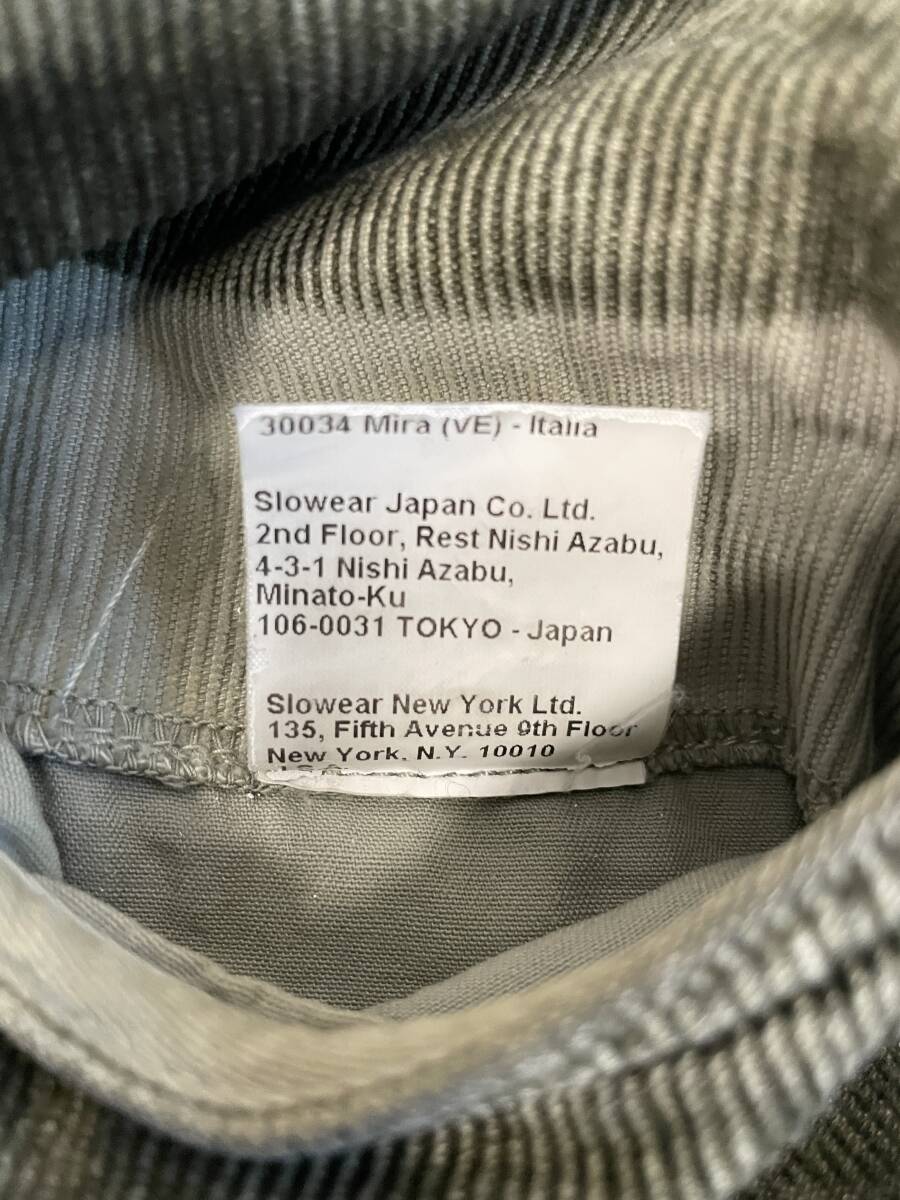 30034 Mira (VE) - Italia
Slowear Japan Co. Ltd.
2nd Floor, Rest Nishi Azabu,
4-3-1 Nishi Azabu,
Minato-Ku
106-0031 TOKYO - Japan
Slowear New York Ltd.
135, Fifth Avenue 9th Floor
New York. N.Y. 10010